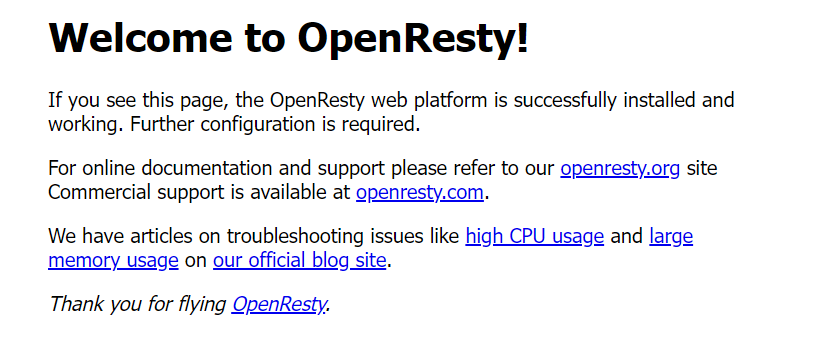 Welcome to OpenResty!
If you see this page, the OpenResty web platform is successfully installed and
working. Further configuration is required.
For online documentation and support please refer to our openresty.org site
Commercial support is available at openresty.com.
We have articles on troubleshooting issues like high CPU usage and large
memory usage on our official blog site.
Thank you for flying OpenResty.